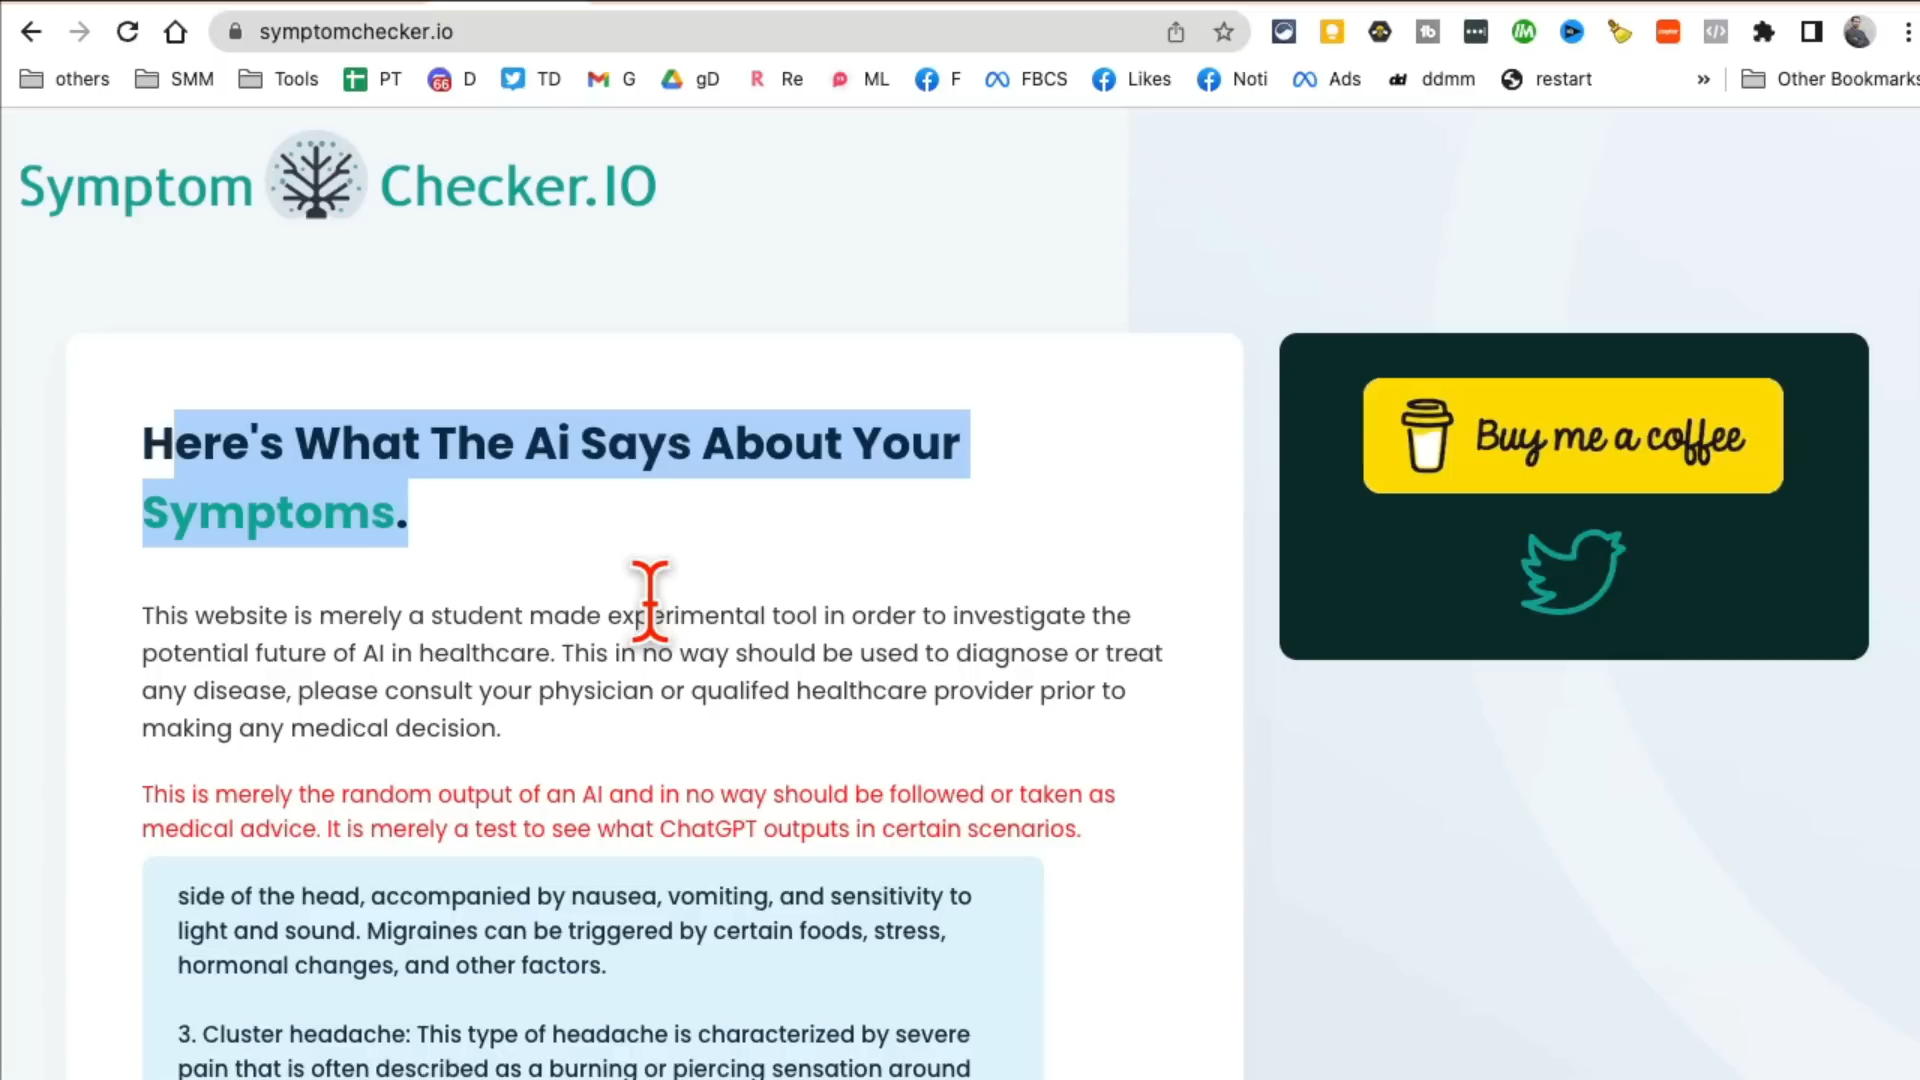 symptomchecker.io
others SMM Tools PT 66 D TD G gD R Re ML F FBCS Likes Noti Ads dd ddmm restart » Other Bookmarks
Symptom Checker.IO
Here's What The Ai Says About Your
Symptoms.
Buy me a coffee
This website is merely a student made experimental tool in order to investigate the
potential future of AI in healthcare. This in no way should be used to diagnose or treat
any disease, please consult your physician or qualifed healthcare provider prior to
making any medical decision.
This is merely the random output of an AI and in no way should be followed or taken as
medical advice. It is merely a test to see what ChatGPT outputs in certain scenarios.
side of the head, accompanied by nausea, vomiting, and sensitivity to
light and sound. Migraines can be triggered by certain foods, stress,
hormonal changes, and other factors.
3. Cluster headache: This type of headache is characterized by severe
pain that is often described as a burning or piercing sensation around